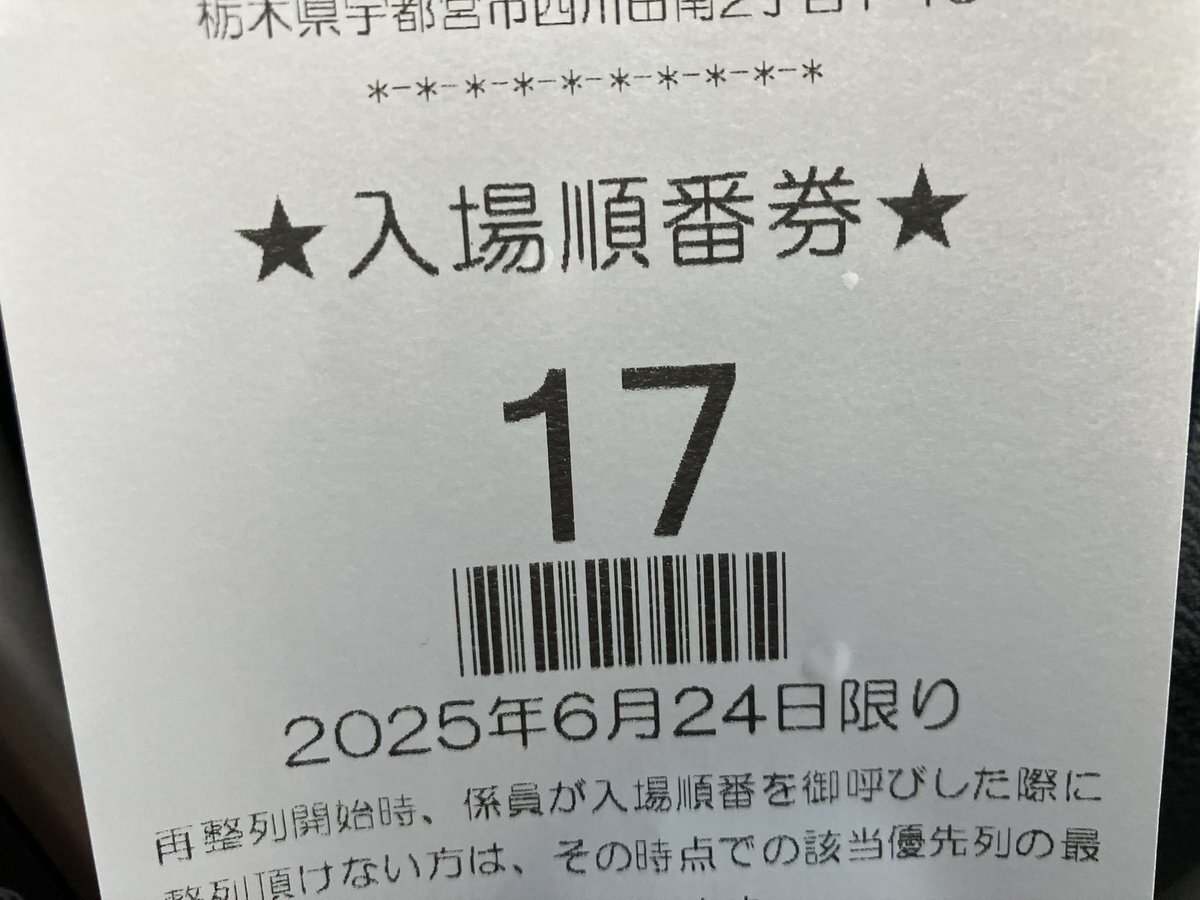 栃木県宇都宮市西川田南2丁目
*-*-*-*-*-*-*-*-*-*
★入場順番券★
17
2025年6月24日限り
再整列開始時、係員が入場順番を御呼びした際に
整列頂けない方は、その時点での該当優先列の最